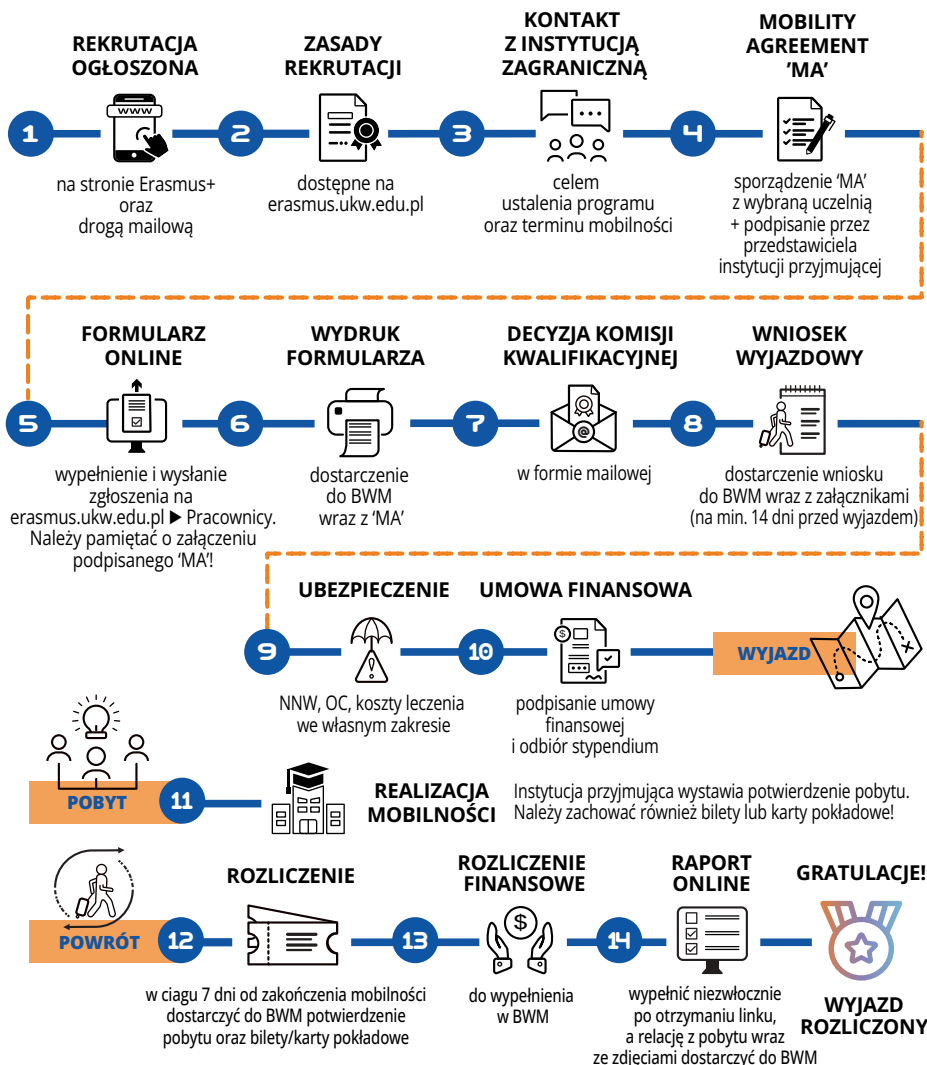 REKRUTACJA
OGŁOSZONA
ZASADY
REKRUTACJI
KONTAKT
Z INSTYTUCJĄ
ZAGRANICZNĄ
MOBILITY
AGREEMENT
'MA'
1
www
2
3
4
na stronie Erasmus+
oraz
drogą mailową
dostępne na
erasmus.ukw.edu.pl
celem
ustalenia programu
oraz terminu mobilności
sporządzenie ‘MA’
z wybraną uczelnią
+ podpisanie przez
przedstawiciela
instytucji przyjmującej
FORMULARZ
ONLINE
WYDRUK
FORMULARZA
DECYZJA KOMISJI
KWALIFIKACYJNEJ
WNIOSEK
WYJAZDOWY
5
6
7
@
8
wypełnienie i wysłanie
zgłoszenia na
erasmus.ukw.edu.pl ▶ Pracownicy.
Należy pamiętać o załączeniu
podpisanego ‘MA’!
dostarczenie
do BWM
wraz z ‘MA’
w formie mailowej
dostarczenie wniosku
do BWM wraz z załącznikami
(na min. 14 dni przed wyjazdem)
UBEZPIECZENIE
UMOWA FINANSOWA
9
10
$
WYJAZD
NNW, OC, koszty leczenia
we własnym zakresie
podpisanie umowy
finansowej
i odbiór stypendium
POBYT
11
REALIZACJA
MOBILNOŚCI
Instytucja przyjmująca wystawia potwierdzenie pobytu.
Należy zachować również bilety lub karty pokładowe!
ROZLICZENIE
ROZLICZENIE
FINANSOWE
RAPORT
ONLINE
GRATULACJE!
POWRÓT
12
13
$
14
w ciagu 7 dni od zakończenia mobilności
dostarczyć do BWM potwierdzenie
pobytu oraz bilety/karty pokładowe
do wypełnienia
w BWM
wypełnić niezwłocznie
po otrzymaniu linku,
a relację z pobytu wraz
ze zdjeciami dostarczyć do BWM
WYJAZD
ROZLICZONY